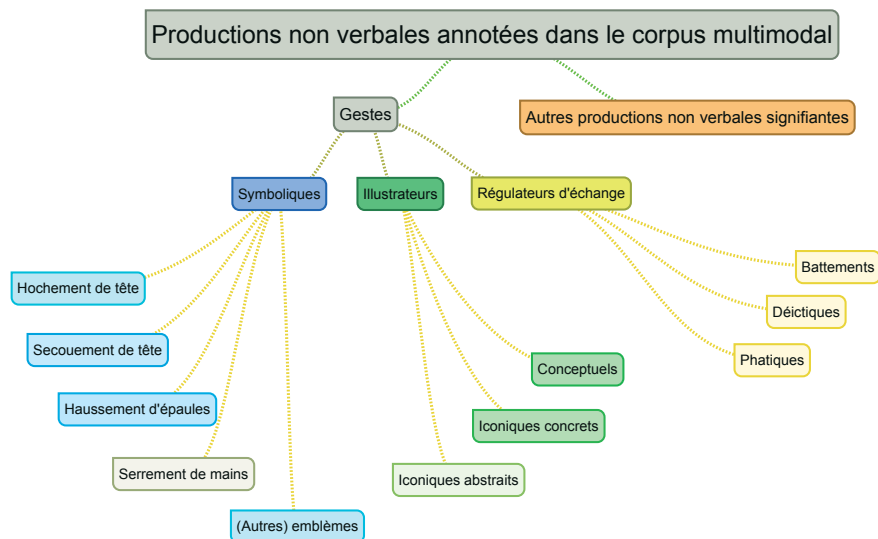 Productions non verbales annotées dans le corpus multimodal
Gestes
Autres productions non verbales signifiantes
Symboliques
Illustrateurs
Régulateurs d'échange
Hochement de tête
Secouement de tête
Haussement d'épaules
Serrement de mains
(Autres) emblèmes
Conceptuels
Iconiques concrets
Iconiques abstraits
Battements
Déictiques
Phatiques